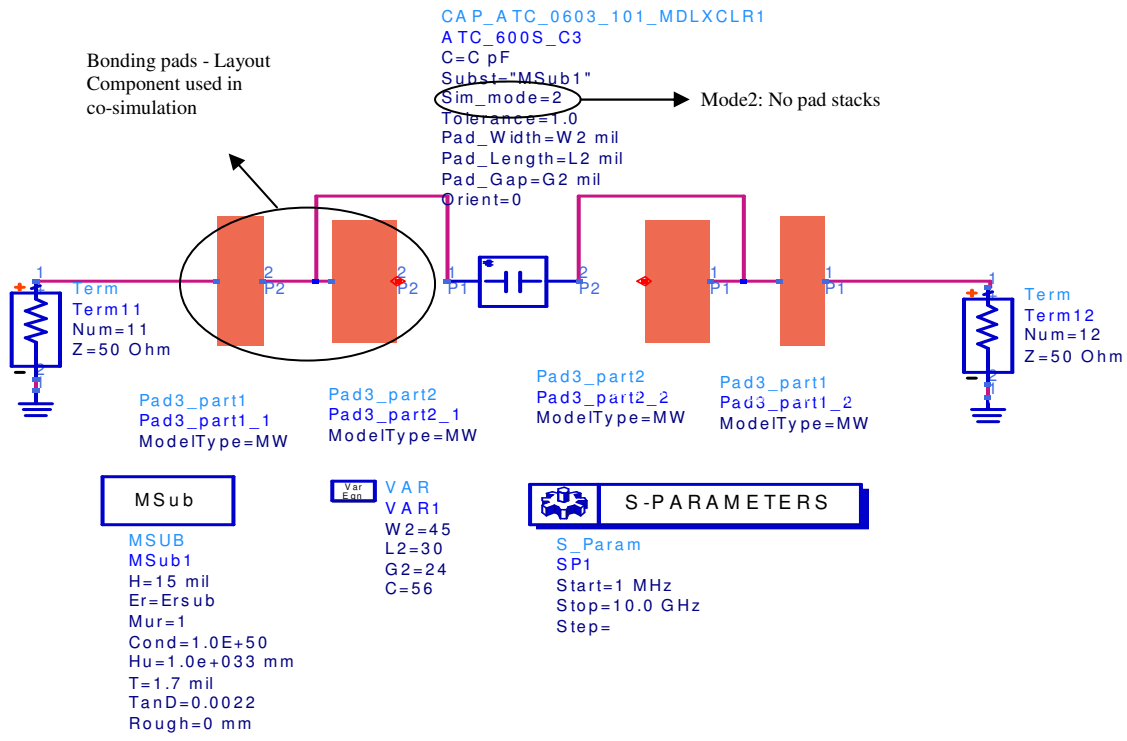 CAP_ATC_0603_101_MDLXCLR1
ATC_600S_C3
C=C pF
Subst="MSub1"
Sim_mode=2
Tolerance=1.0
Pad_Width=W2 mil
Pad_Length=L2 mil
Pad_Gap=G2 mil
Orient=0
Bonding pads - Layout
Component used in
co-simulation
Mode2: No pad stacks
1
2
P2
2
P2
1
P1
2
P2
1
P1
1
P1
1
+
Term
Term11
Num=11
Z=50 Ohm
-
2
1
+
Term
Term12
Num=12
Z=50 Ohm
-
2
Pad3_part1
Pad3_part1_1
ModelType=MW
Pad3_part2
Pad3_part2_1
ModelType=MW
Pad3_part2
Pad3_part2_2
ModelType=MW
Pad3_part1
Pad3_part1_2
ModelType=MW
MSub
MSUB
MSub1
H=15 mil
Er=Ersub
Mur=1
Cond=1.0E+50
Hu=1.0e+033 mm
T=1.7 mil
TanD=0.0022
Rough=0 mm
Var
Eqn
VAR
VAR1
W2=45
L2=30
G2=24
C=56
S-PARAMETERS
S_Param
SP1
Start=1 MHz
Stop=10.0 GHz
Step=